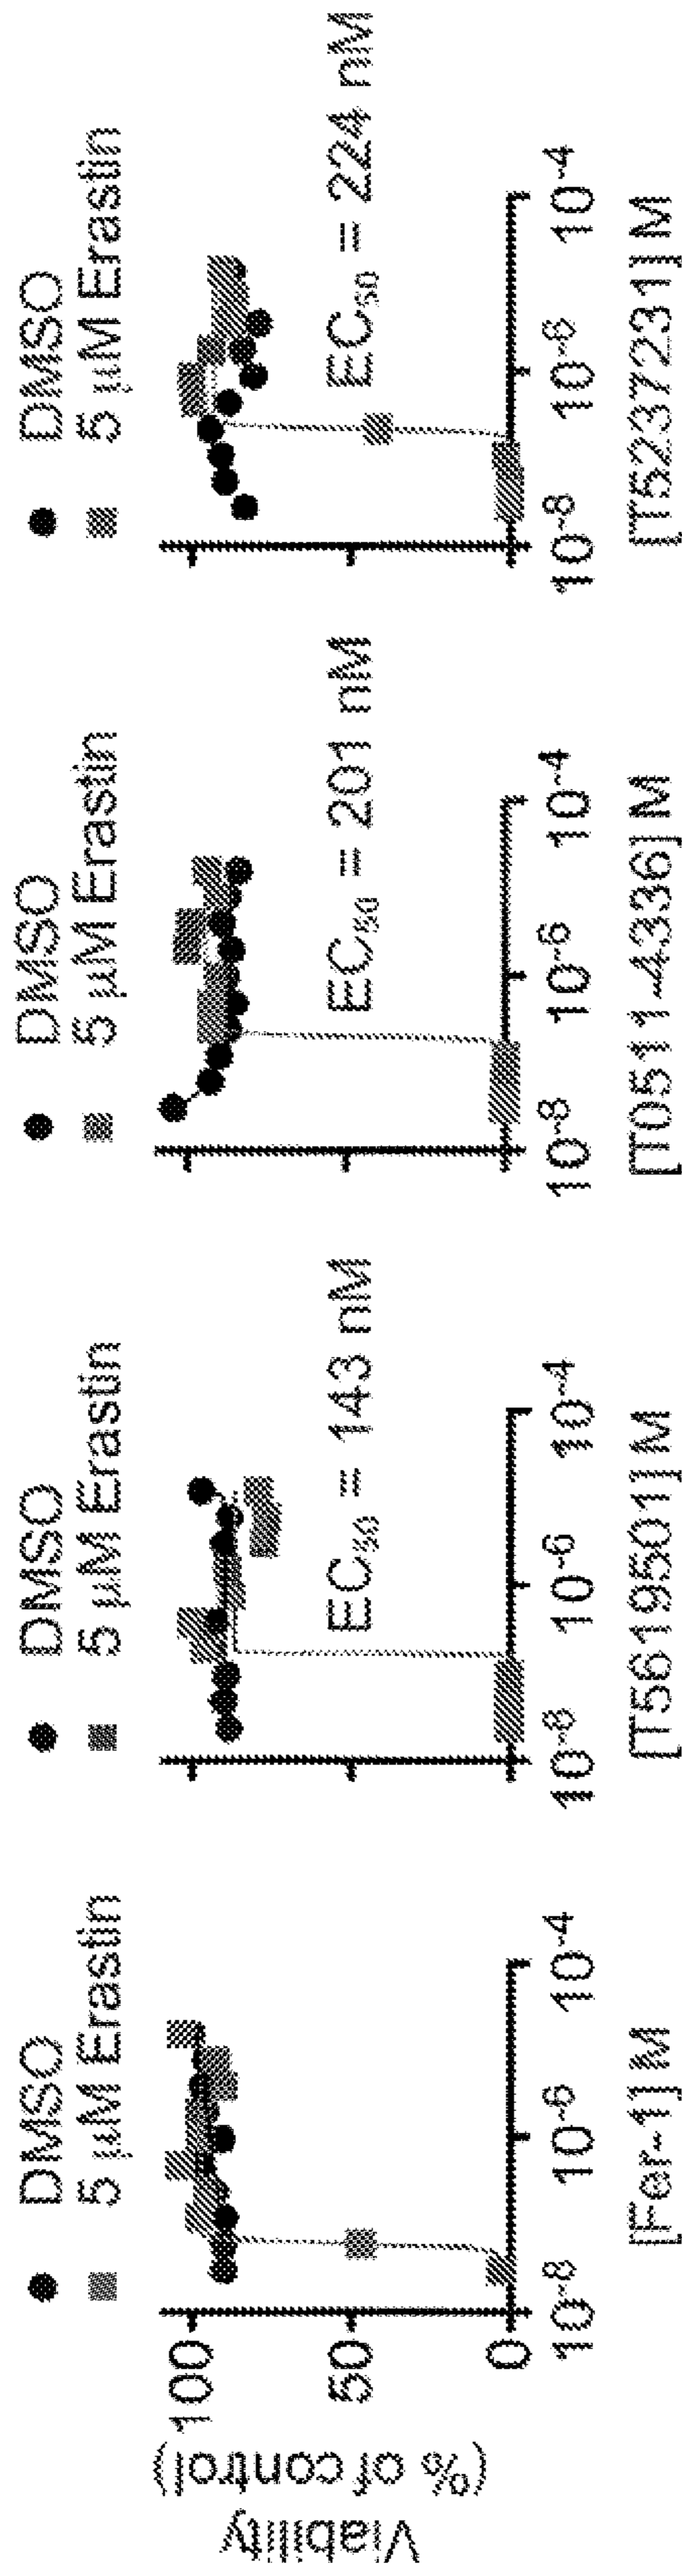 Viability
(% of control)
100
50
0
DMSO
5 µM Erastin
10-8
10-6
10-4
[Fer-1] M
DMSO
5 µM Erastin
EC50 = 143 nM
10-8
10-6
10-4
[T5619501] M
DMSO
5 µM Erastin
EC50 = 201 nM
10-8
10-6
10-4
[T0511-4336] M
DMSO
5 µM Erastin
EC50 = 224 nM
10-8
10-6
10-4
[T5237231] M